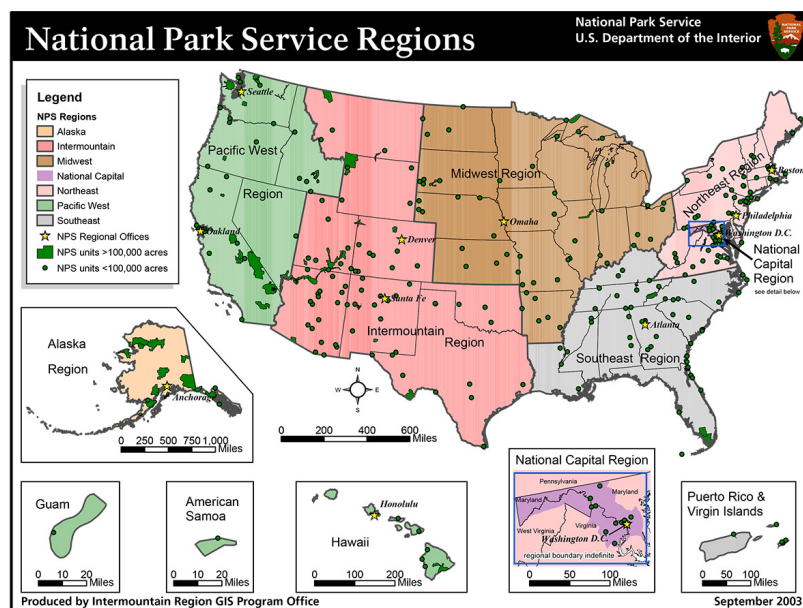 National Park Service Regions
National Park Service
U.S. Department of the Interior
NATIONAL
PARK
SERVICE
Legend
NPS Regions
Alaska
Intermountain
Midwest
National Capital
Northeast
Pacific West
Southeast
NPS Regional Offices
NPS units >100,000 acres
NPS units <100,000 acres
Seattle
Pacific West
Region
Oakland
Midwest Region
Omaha
Denver
Santa Fe
Intermountain
Region
Northeast Region
Boston
Philadelphia
Washington D.C.
National
Capital
Region
see detail below
Atlanta
Southeast Region
N
W
E
S
0 200 400 600
Miles
Alaska
Region
Anchorag
0 250 500 750 1,000
Miles
Guam
0 10 20
Miles
American
Samoa
0 10 20
Miles
Honolulu
Hawaii
0 100 200
Miles
National Capital Region
Pennsylvania
Maryland
Maryland
West Virginia
Virginia
Washington D.C.
regional boundary indefinite
0 50 100
Miles
Puerto Rico &
Virgin Islands
0 50 100
Miles
Produced by Intermountain Region GIS Program Office
September 2003